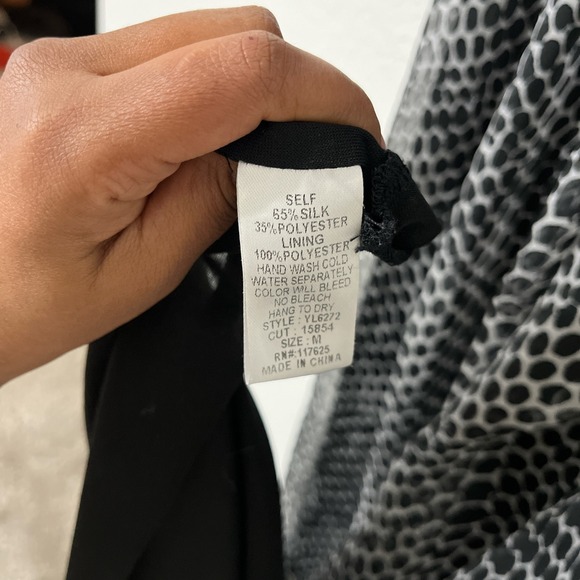 SELF
65%SILK
35%POLYESTER
LINING
100%POLYESTER
HAND WASH COLD
WATER SEPARATELY
COLOR WILL BLEED
NO BLEACH
HANG TO DRY
STYLE : YL6272
CUT : 15854
SIZE : M
RN#:117625
MADE IN CHINA